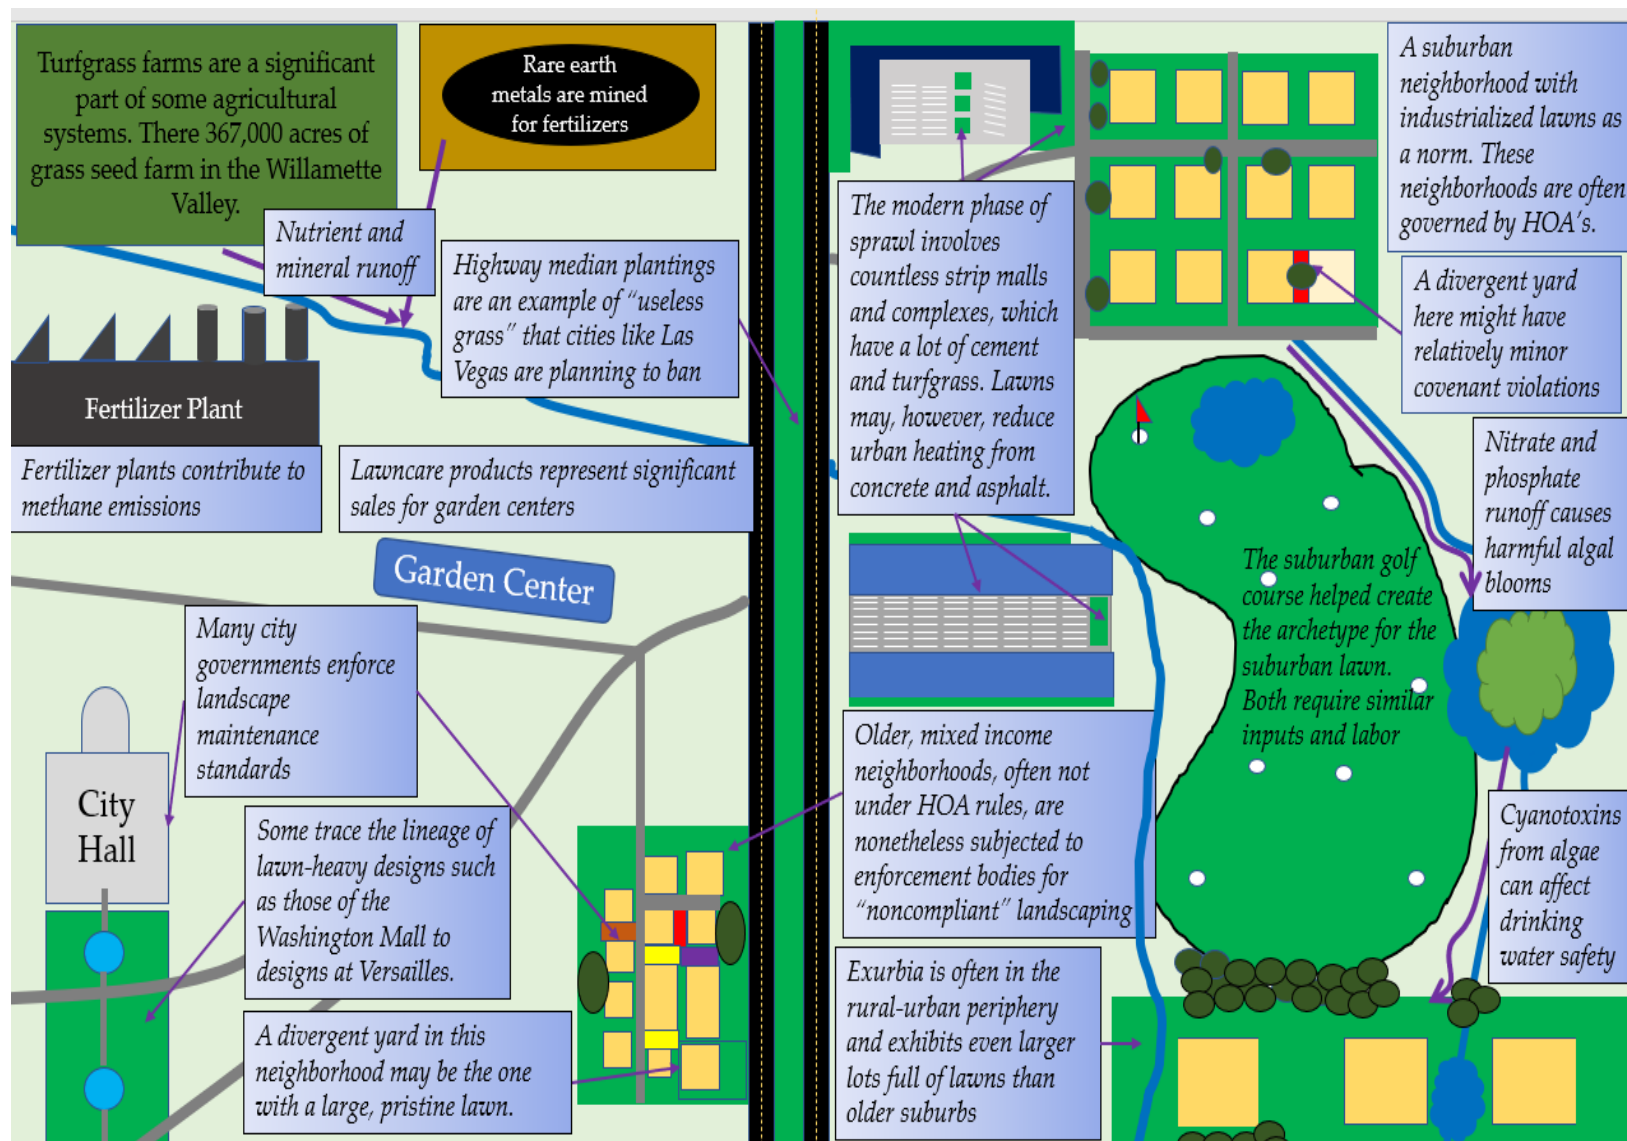 Turfgrass farms are a significant
part of some agricultural
systems. There 367,000 acres of
grass seed farm in the Willamette
Valley.
Rare earth
metals are mined
for fertilizers
Nutrient and
mineral runoff
Highway median plantings
are an example of “useless
grass” that cities like Las
Vegas are planning to ban
Fertilizer Plant
Fertilizer plants contribute to
methane emissions
Lawncare products represent significant
sales for garden centers
Garden Center
Many city
governments enforce
landscape
maintenance
standards
City
Hall
Some trace the lineage of
lawn-heavy designs such
as those of the
Washington Mall to
designs at Versailles.
A divergent yard in this
neighborhood may be the one
with a large, pristine lawn.
The modern phase of
sprawl involves
countless strip malls
and complexes, which
have a lot of cement
and turfgrass. Lawns
may, however, reduce
urban heating from
concrete and asphalt.
A suburban
neighborhood with
industrialized lawns as
a norm. These
neighborhoods are often
governed by HOA's.
A divergent yard
here might have
relatively minor
covenant violations
Nitrate and
phosphate
runoff causes
harmful algal
blooms
The suburban golf
course helped create
the archetype for the
suburban lawn.
Both require similar
inputs and labor
Older, mixed income
neighborhoods, often not
under HOA rules, are
nonetheless subjected to
enforcement bodies for
“noncompliant” landscaping
Cyanotoxins
from algae
can affect
drinking
water safety
Exurbia is often in the
rural-urban periphery
and exhibits even larger
lots full of lawns than
older suburbs